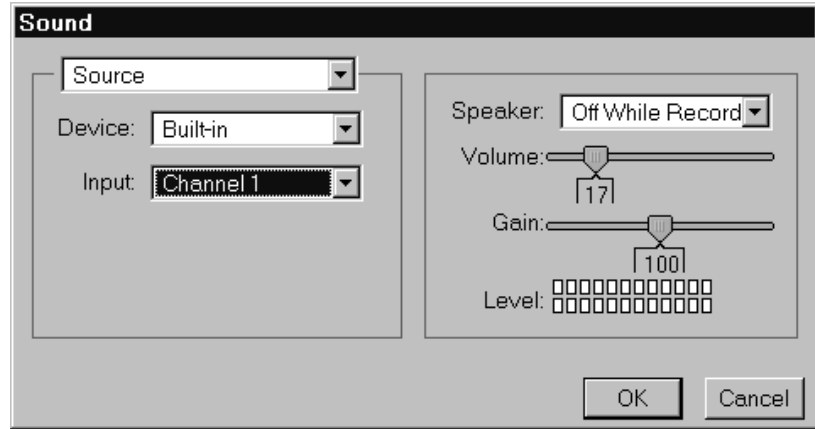 Sound
Source
Device: Built-in
Input: Channel 1
Speaker: Off While Record
Volume:
17
Gain:
100
Level:
OK Cancel